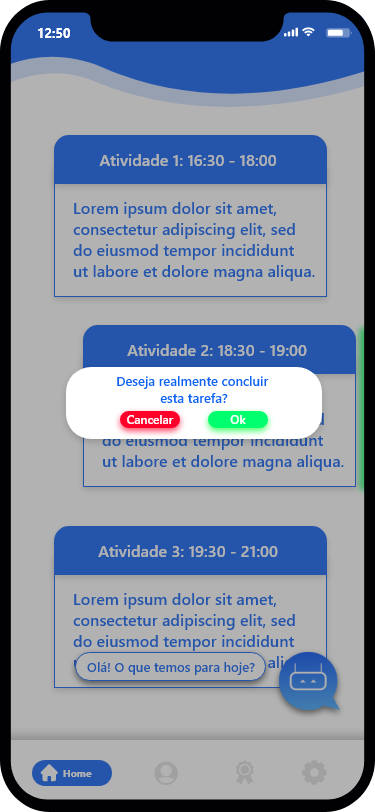 12:50
Atividade 1: 16:30 - 18:00
Lorem ipsum dolor sit amet,
consectetur adipiscing elit, sed
do eiusmod tempor incididunt
ut labore et dolore magna aliqua.
Atividade 2: 18:30 - 19:00
Deseja realmente concluir
esta tarefa?
Cancelar
Ok
do eiusmod tempor incididunt
ut labore et dolore magna aliqua.
Atividade 3: 19:30 - 21:00
Lorem ipsum dolor sit amet,
consectetur adipiscing elit, sed
do eiusmod tempor incididunt
Olá! O que temos para hoje?
Home